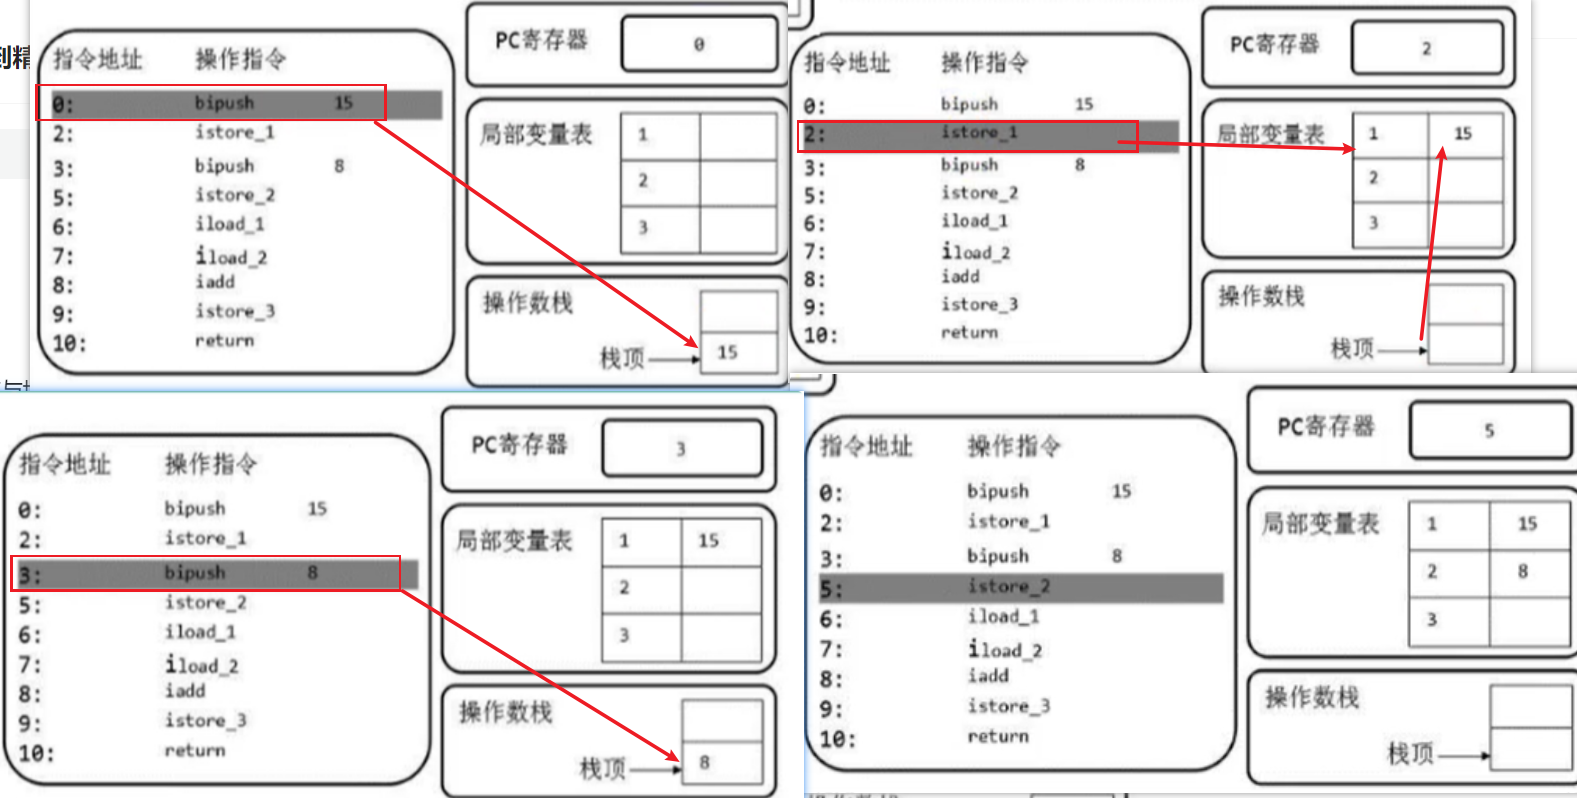 到精
指令地址 操作指令
0: bipush 15
2: istore_1
3: bipush 8
5: istore_2
6: iload_1
7: iload_2
8: iadd
9: istore_3
10: return
PC寄存器 0
局部变量表 1
2
3
操作数栈
栈顶 15
指令地址 操作指令
0: bipush 15
2: istore_1
3: bipush 8
5: istore_2
6: iload_1
7: iload_2
8: iadd
9: istore_3
10: return
PC寄存器 2
局部变量表 1 15
2
3
操作数栈
栈顶
指令地址 操作指令
0: bipush 15
2: istore_1
3: bipush 8
5: istore_2
6: iload_1
7: iload_2
8: iadd
9: istore_3
10: return
PC寄存器 3
局部变量表 1 15
2
3
操作数栈
栈顶 8
指令地址 操作指令
0: bipush 15
2: istore_1
3: bipush 8
5: istore_2
6: iload_1
7: iload_2
8: iadd
9: istore_3
10: return
PC寄存器 5
局部变量表 1 15
2 8
3
操作数栈
栈顶